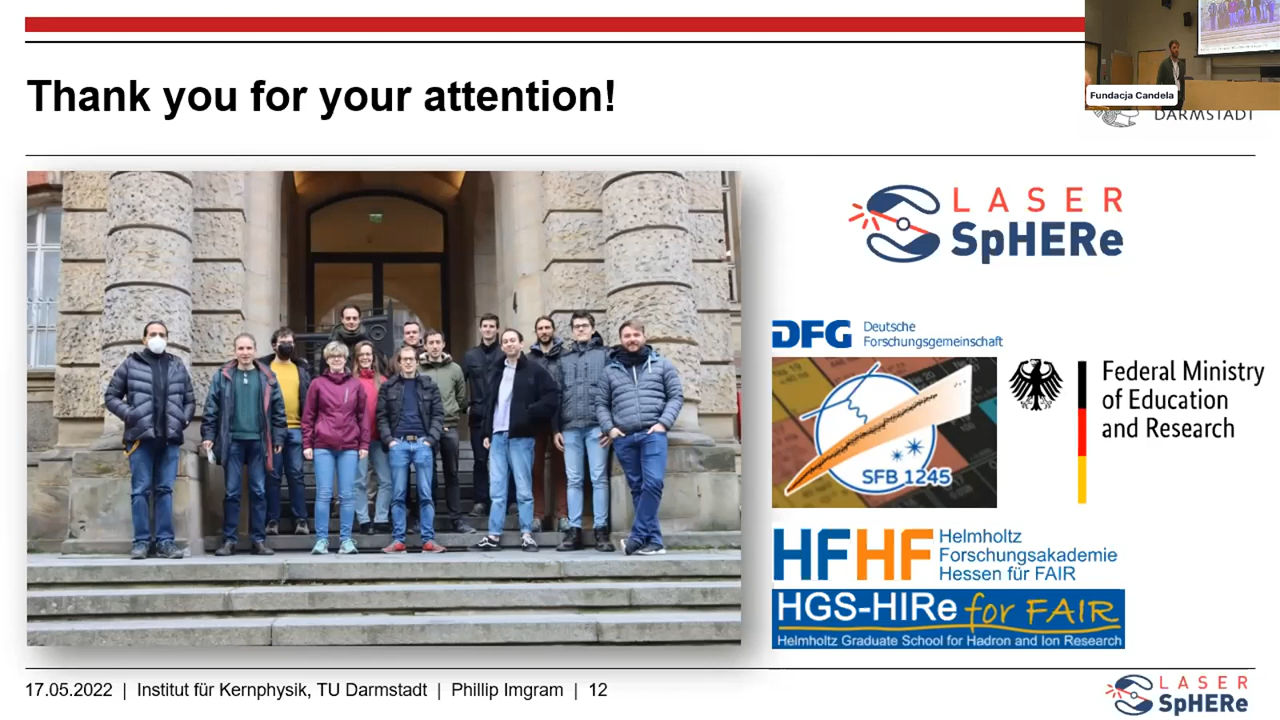 Thank you for your attention!
Fundacja Candela
DARMSTADT
LASER
SpHERe
DFG Deutsche
Forschungsgemeinschaft
SFB 1245
Federal Ministry
of Education
and Research
HFHF Helmholtz
Forschungsakademie
Hessen für FAIR
HGS-HIRe for FAIR
Helmholtz Graduate School for Hadron and Ion Research
17.05.2022 | Institut für Kernphysik, TU Darmstadt | Phillip Imgram | 12
LASER
SpHERe